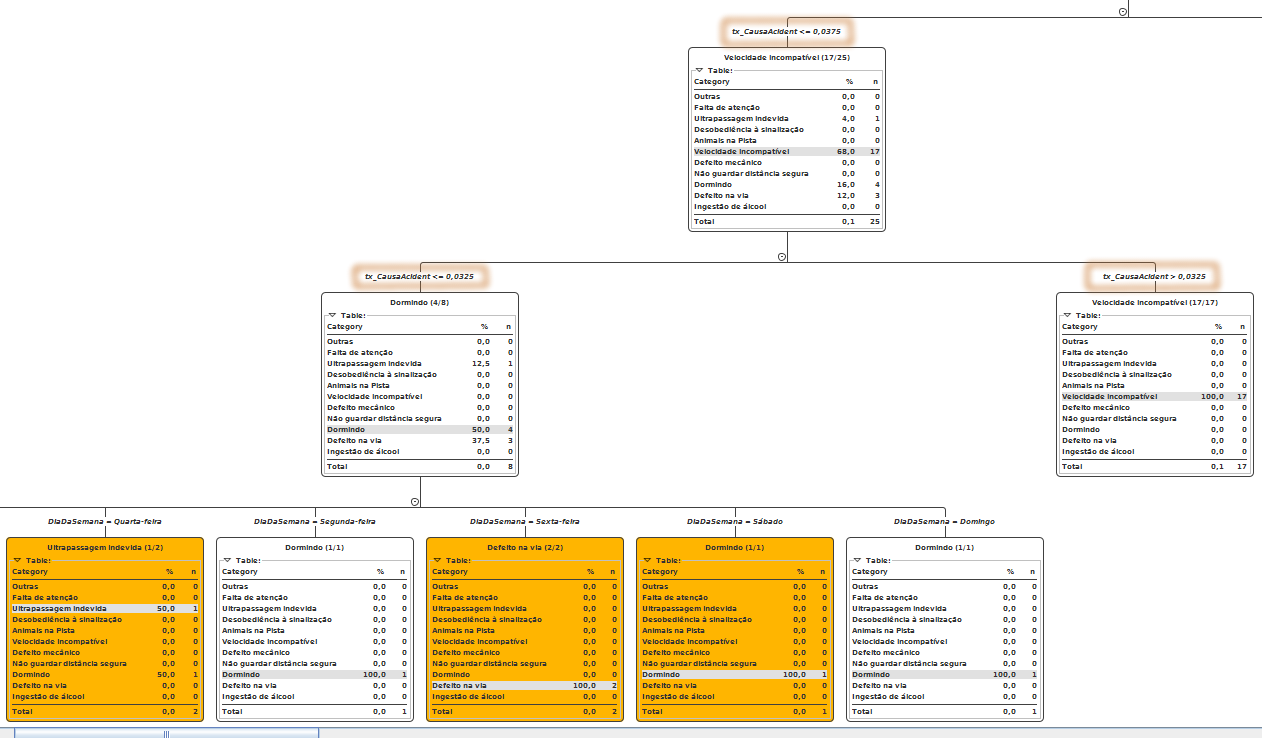 tx_CausaAcident <= 0,0375
Velocidade Incompatível (17/25)
Table:
Category % n
Outras 0,0 0
Falta de atenção 0,0 0
Ultrapassagem indevida 4,0 1
Desobediência à sinalização 0,0 0
Animais na Pista 0,0 0
Velocidade Incompatível 68,0 17
Defeito mecânico 0,0 0
Não guardar distância segura 0,0 0
Dormindo 16,0 4
Defeito na via 12,0 3
Ingestão de álcool 0,0 0
Total 0,1 25
tx_CausaAcident <= 0,0325
Dormindo (4/8)
Table:
Category % n
Outras 0,0 0
Falta de atenção 0,0 0
Ultrapassagem indevida 12,5 1
Desobediência à sinalização 0,0 0
Animais na Pista 0,0 0
Velocidade Incompatível 0,0 0
Defeito mecânico 0,0 0
Não guardar distância segura 0,0 0
Dormindo 50,0 4
Defeito na via 37,5 3
Ingestão de álcool 0,0 0
Total 0,0 8
tx_CausaAcident > 0,0325
Velocidade Incompatível (17/17)
Table:
Category % n
Outras 0,0 0
Falta de atenção 0,0 0
Ultrapassagem indevida 0,0 0
Desobediência à sinalização 0,0 0
Animais na Pista 0,0 0
Velocidade Incompatível 100,0 17
Defeito mecânico 0,0 0
Não guardar distância segura 0,0 0
Dormindo 0,0 0
Defeito na via 0,0 0
Ingestão de álcool 0,0 0
Total 0,1 17
DiaDaSemana = Quarta-feira
Ultrapassagem indevida (1/2)
Table:
Category % n
Outras 0,0 0
Falta de atenção 0,0 0
Ultrapassagem indevida 50,0 1
Desobediência à sinalização 0,0 0
Animais na Pista 0,0 0
Velocidade Incompatível 0,0 0
Defeito mecânico 0,0 0
Não guardar distância segura 0,0 0
Dormindo 50,0 1
Defeito na via 0,0 0
Ingestão de álcool 0,0 0
Total 0,0 2
DiaDaSemana = Segunda-feira
Dormindo (1/1)
Table:
Category % n
Outras 0,0 0
Falta de atenção 0,0 0
Ultrapassagem indevida 0,0 0
Desobediência à sinalização 0,0 0
Animais na Pista 0,0 0
Velocidade Incompatível 0,0 0
Defeito mecânico 0,0 0
Não guardar distância segura 0,0 0
Dormindo 100,0 1
Defeito na via 0,0 0
Ingestão de álcool 0,0 0
Total 0,0 1
DiaDaSemana = Sexta-feira
Defeito na via (2/2)
Table:
Category % n
Outras 0,0 0
Falta de atenção 0,0 0
Ultrapassagem indevida 0,0 0
Desobediência à sinalização 0,0 0
Animais na Pista 0,0 0
Velocidade Incompatível 0,0 0
Defeito mecânico 0,0 0
Não guardar distância segura 0,0 0
Dormindo 0,0 0
Defeito na via 100,0 2
Ingestão de álcool 0,0 0
Total 0,0 2
DiaDaSemana = Sábado
Dormindo (1/1)
Table:
Category % n
Outras 0,0 0
Falta de atenção 0,0 0
Ultrapassagem indevida 0,0 0
Desobediência à sinalização 0,0 0
Animais na Pista 0,0 0
Velocidade Incompatível 0,0 0
Defeito mecânico 0,0 0
Não guardar distância segura 0,0 0
Dormindo 100,0 1
Defeito na via 0,0 0
Ingestão de álcool 0,0 0
Total 0,0 1
DiaDaSemana = Domingo
Dormindo (1/1)
Table:
Category % n
Outras 0,0 0
Falta de atenção 0,0 0
Ultrapassagem indevida 0,0 0
Desobediência à sinalização 0,0 0
Animais na Pista 0,0 0
Velocidade Incompatível 0,0 0
Defeito mecânico 0,0 0
Não guardar distância segura 0,0 0
Dormindo 100,0 1
Defeito na via 0,0 0
Ingestão de álcool 0,0 0
Total 0,0 1